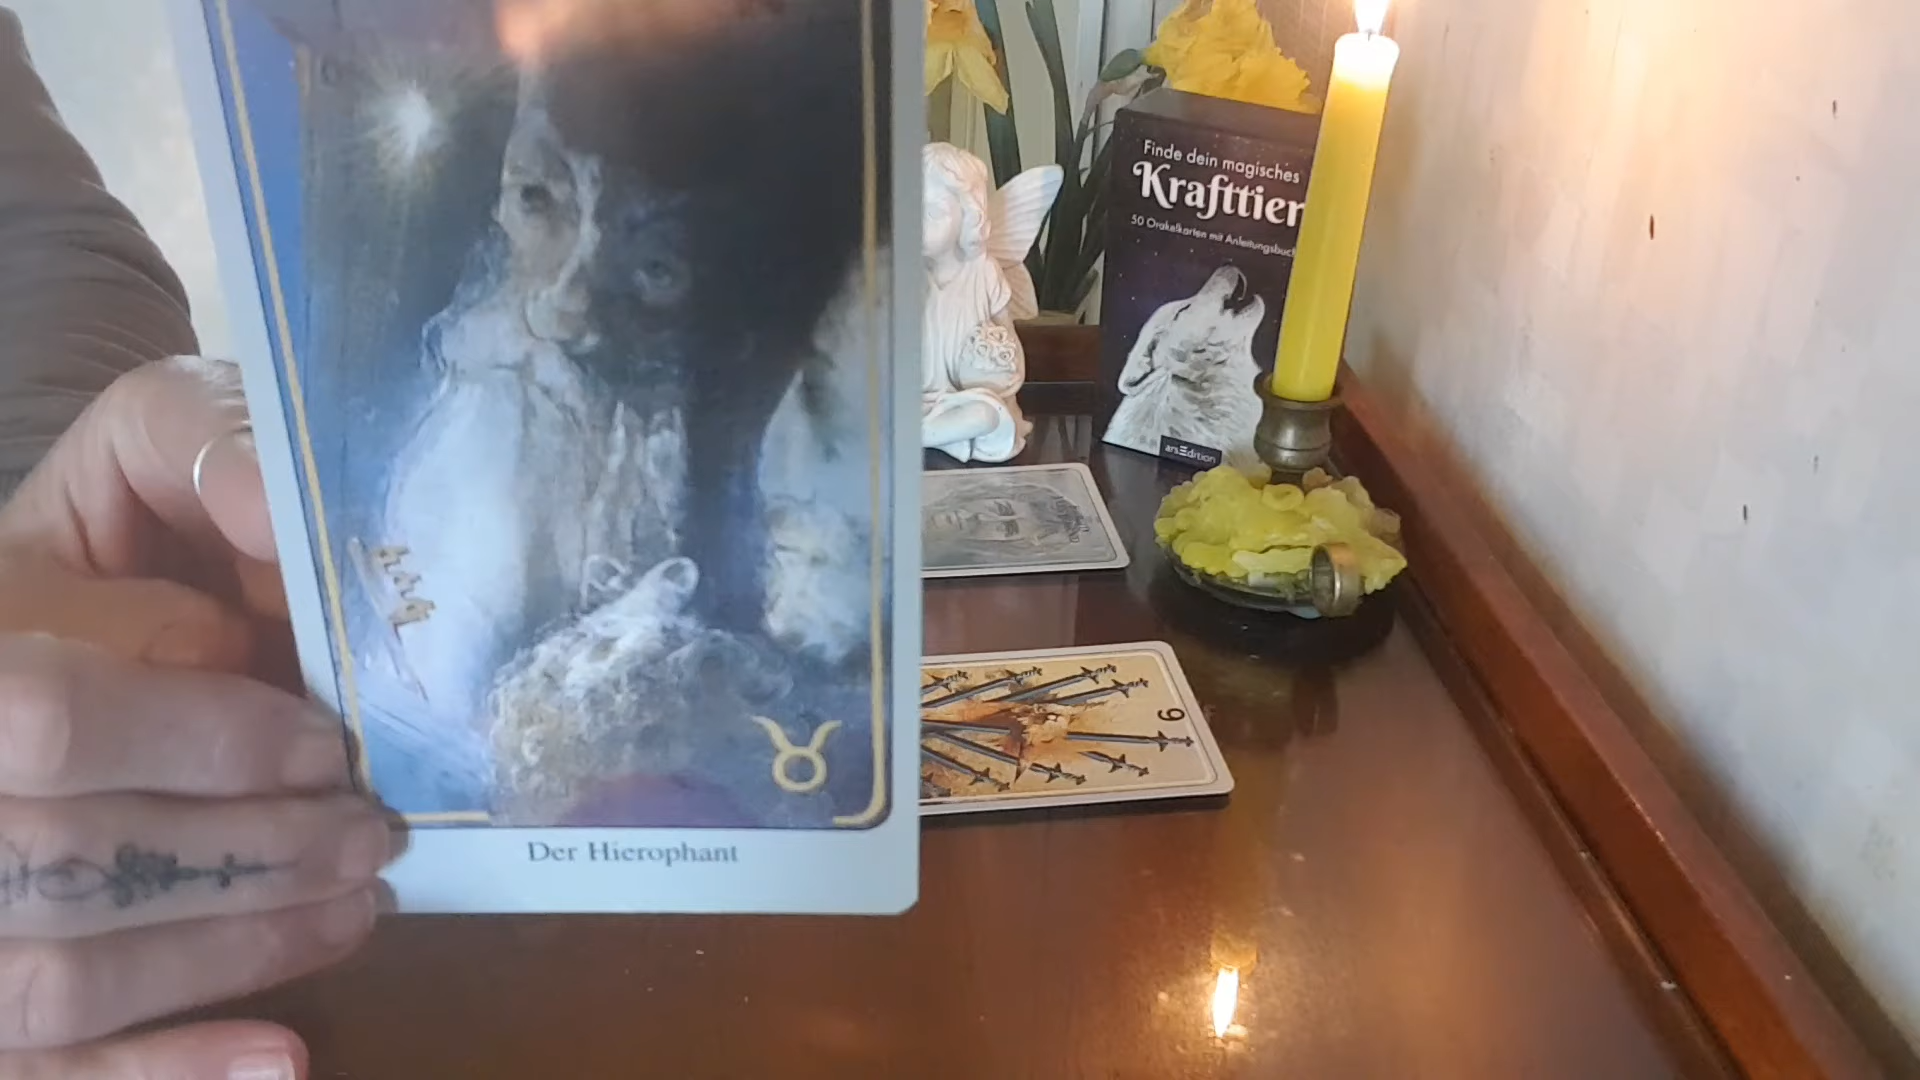 Finde dein magisches
Krafttier
50 Orakelkarten mit Anleitungsbuch
arsEdition
9
Der Hierophant